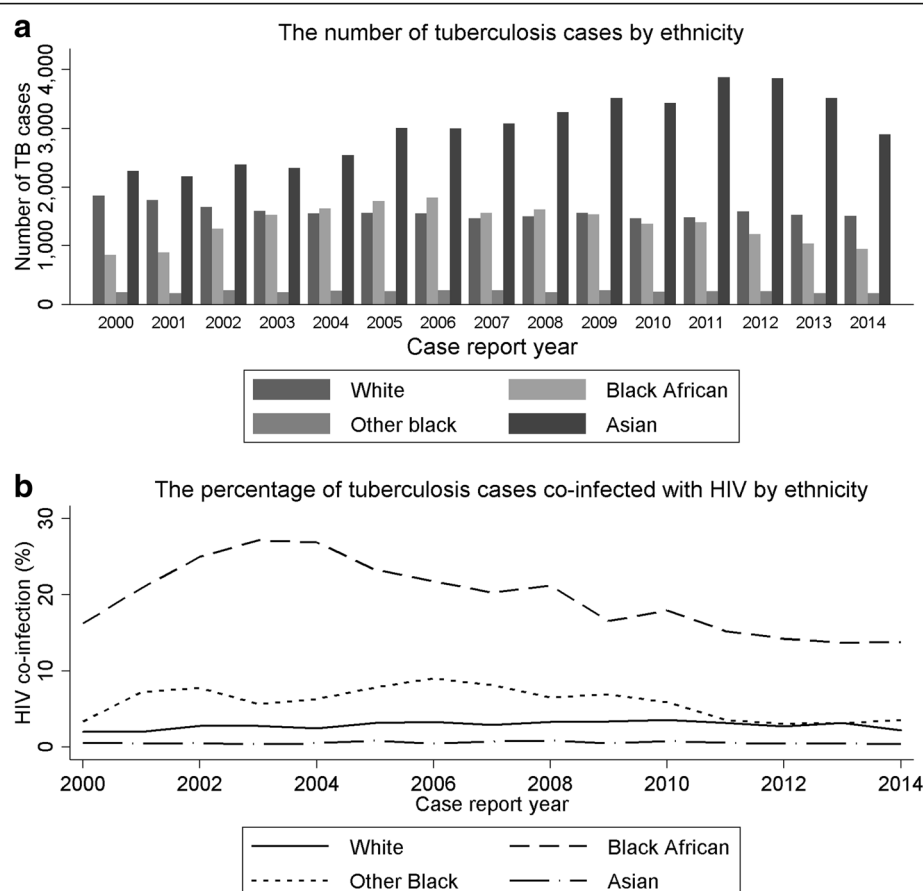 a
The number of tuberculosis cases by ethnicity
Number of TB cases
4,000
3,000
2,000
1,000
0
2000 2001 2002 2003 2004 2005 2006 2007 2008 2009 2010 2011 2012 2013 2014
Case report year
White Black African
Other black Asian
b
The percentage of tuberculosis cases co-infected with HIV by ethnicity
HIV co-infection (%)
30
20
10
0
2000 2002 2004 2006 2008 2010 2012 2014
Case report year
White Black African
Other Black Asian